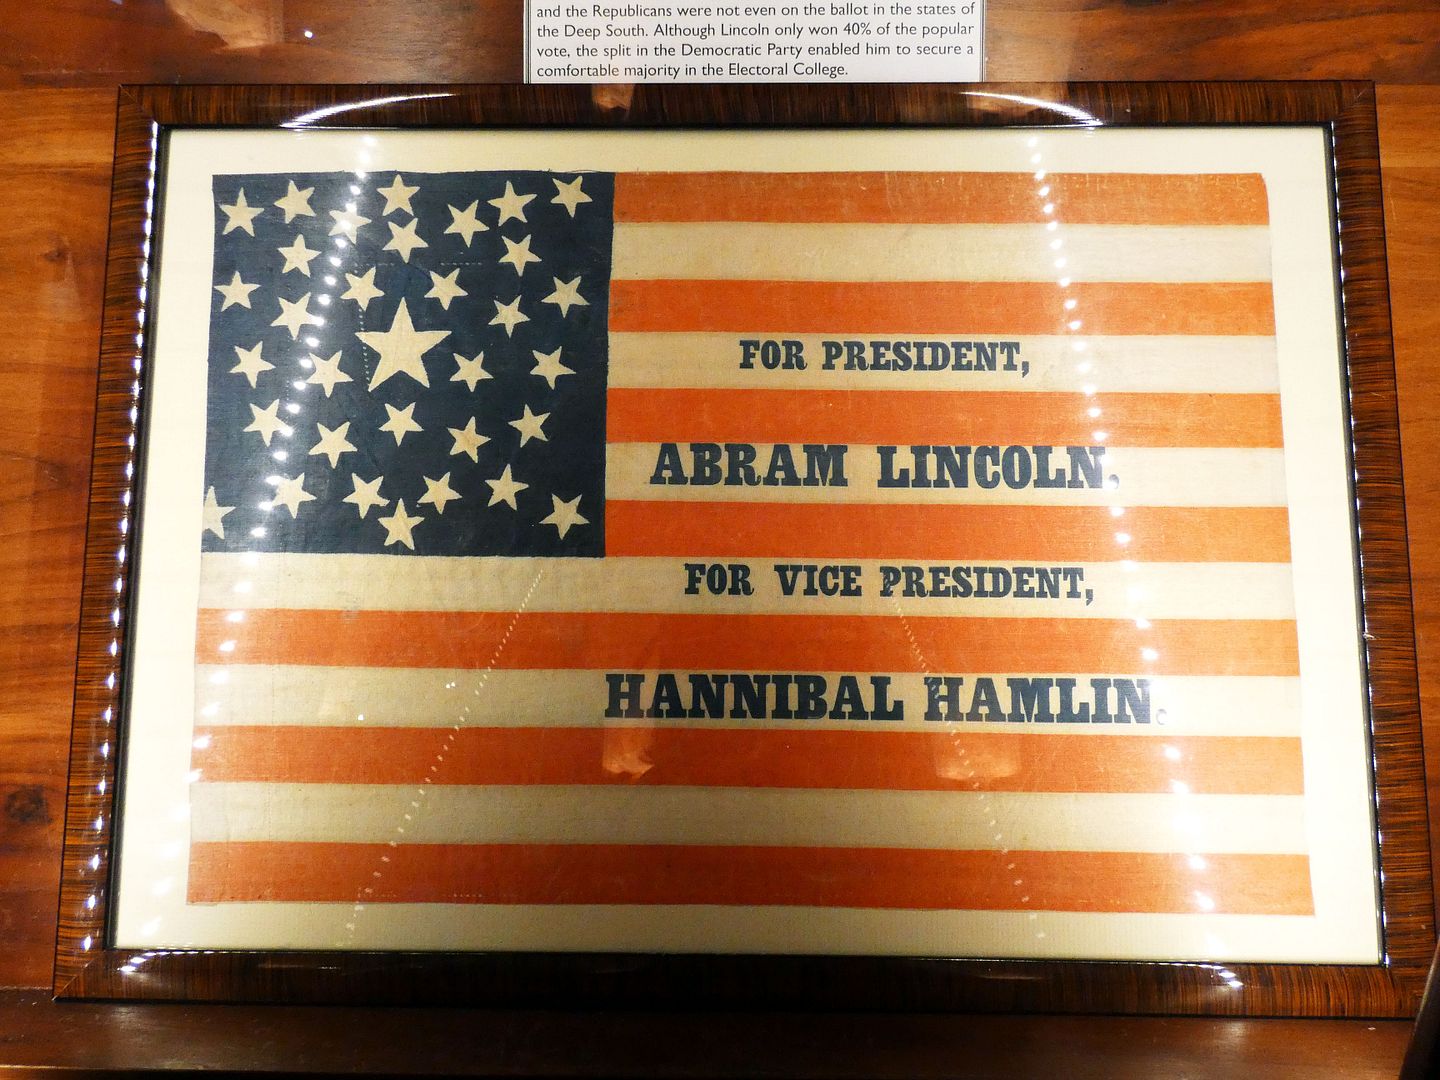 and the Republicans were not even on the ballot in the states of
the Deep South. Although Lincoln only won 40% of the popular
vote, the split in the Democratic Party enabled him to secure a
comfortable majority in the Electoral College.
FOR PRESIDENT,
ABRAM LINCOLN.
FOR VICE PRESIDENT,
HANNIBAL HAMLIN.